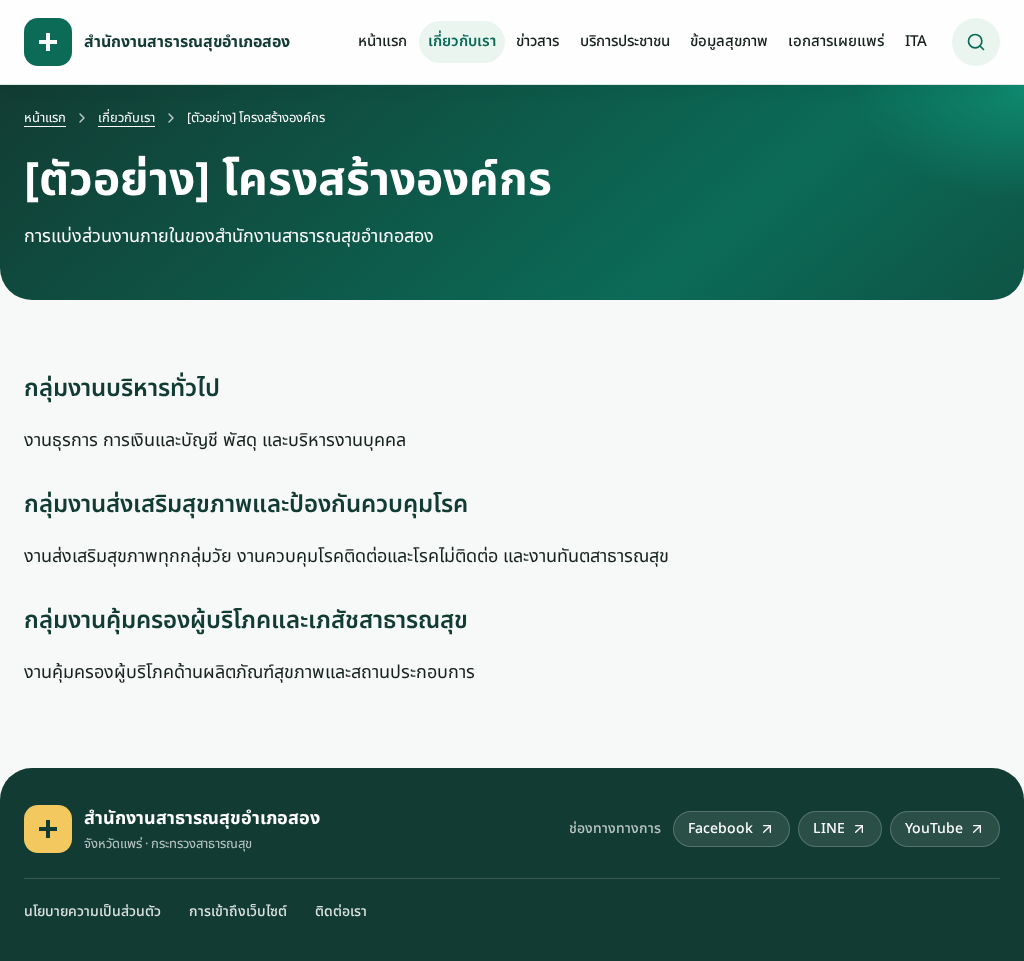 สำนักงานสาธารณสุขอำเภอสอง
หน้าแรก เกี่ยวกับเรา ข่าวสาร บริการประชาชน ข้อมูลสุขภาพ เอกสารเผยแพร่ ITA
หน้าแรก เกี่ยวกับเรา [ตัวอย่าง] โครงสร้างองค์กร
[ตัวอย่าง] โครงสร้างองค์กร
การแบ่งส่วนงานภายในของสำนักงานสาธารณสุขอำเภอสอง
กลุ่มงานบริหารทั่วไป
งานธุรการ การเงินและบัญชี พัสดุ และบริหารงานบุคคล
กลุ่มงานส่งเสริมสุขภาพและป้องกันควบคุมโรค
งานส่งเสริมสุขภาพทุกกลุ่มวัย งานควบคุมโรคติดต่อและโรคไม่ติดต่อ และงานทันตสาธารณสุข
กลุ่มงานคุ้มครองผู้บริโภคและเภสัชสาธารณสุข
งานคุ้มครองผู้บริโภคด้านผลิตภัณฑ์สุขภาพและสถานประกอบการ
สำนักงานสาธารณสุขอำเภอสอง
จังหวัดแพร่ · กระทรวงสาธารณสุข
ช่องทางทางการ Facebook LINE YouTube
นโยบายความเป็นส่วนตัว การเข้าถึงเว็บไซต์ ติดต่อเรา